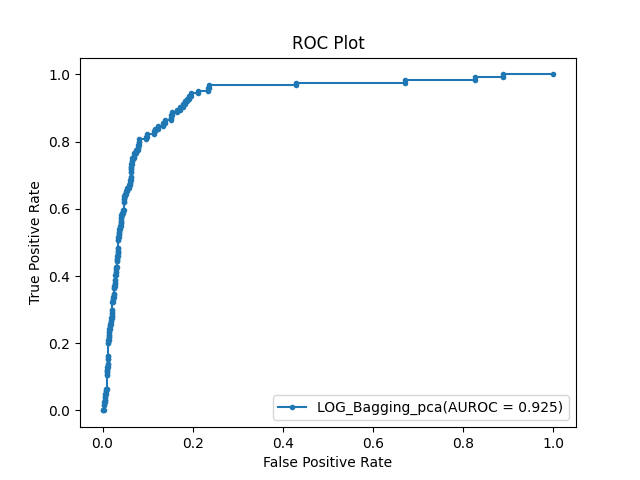 ROC Plot
1.0
0.8
0.6
0.4
0.2
0.0
True Positive Rate
LOG_Bagging_pca(AUROC = 0.925)
0.0 0.2 0.4 0.6 0.8 1.0
False Positive Rate